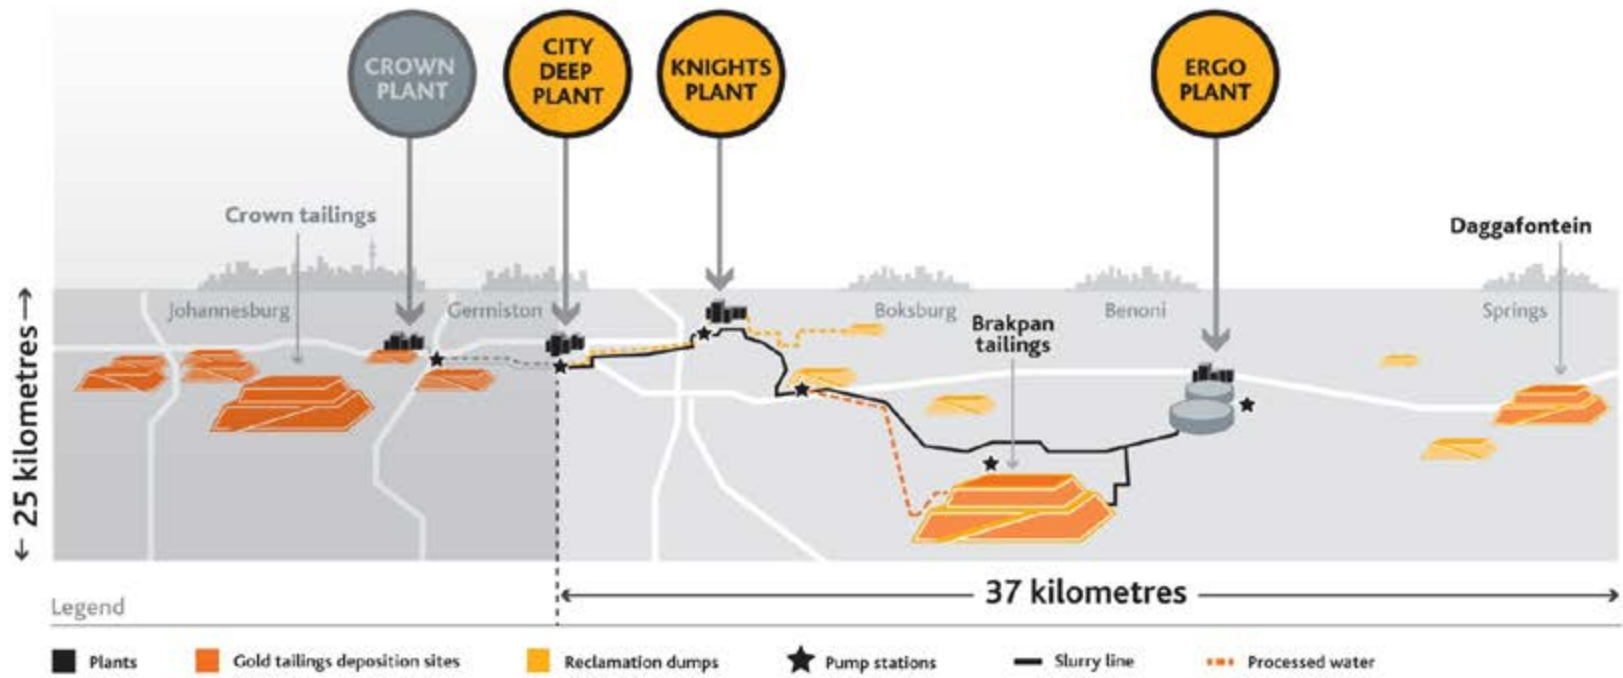 CROWN
PLANT
CITY
DEEP
PLANT
KNIGHTS
PLANT
ERGO
PLANT
Crown tailings
Daggafontein
Johannesburg
Germiston
Boksburg
Benoni
Springs
Brakpan
tailings
25 kilometres
37 kilometres
Legend
Plants
Gold tailings deposition sites
Reclamation dumps
Pump stations
Slurry line
Processed water